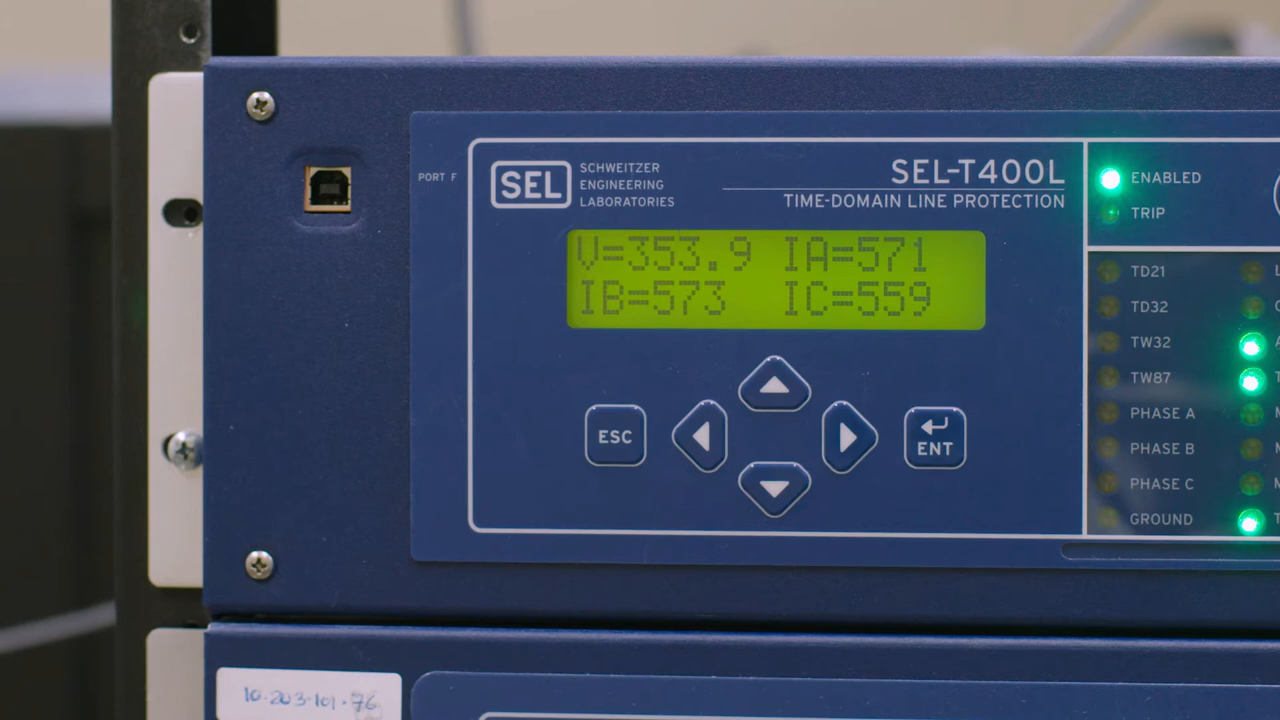 PORT F
SEL
SCHWEITZER
ENGINEERING
LABORATORIES
SEL-T400L
TIME-DOMAIN LINE PROTECTION
V=353.9 IA=571
IB=573 IC=559
ESC
ENT
ENABLED
TRIP
TD21
TD32
TW32
TW87
PHASE A
PHASE B
PHASE C
GROUND
10-203-101-76